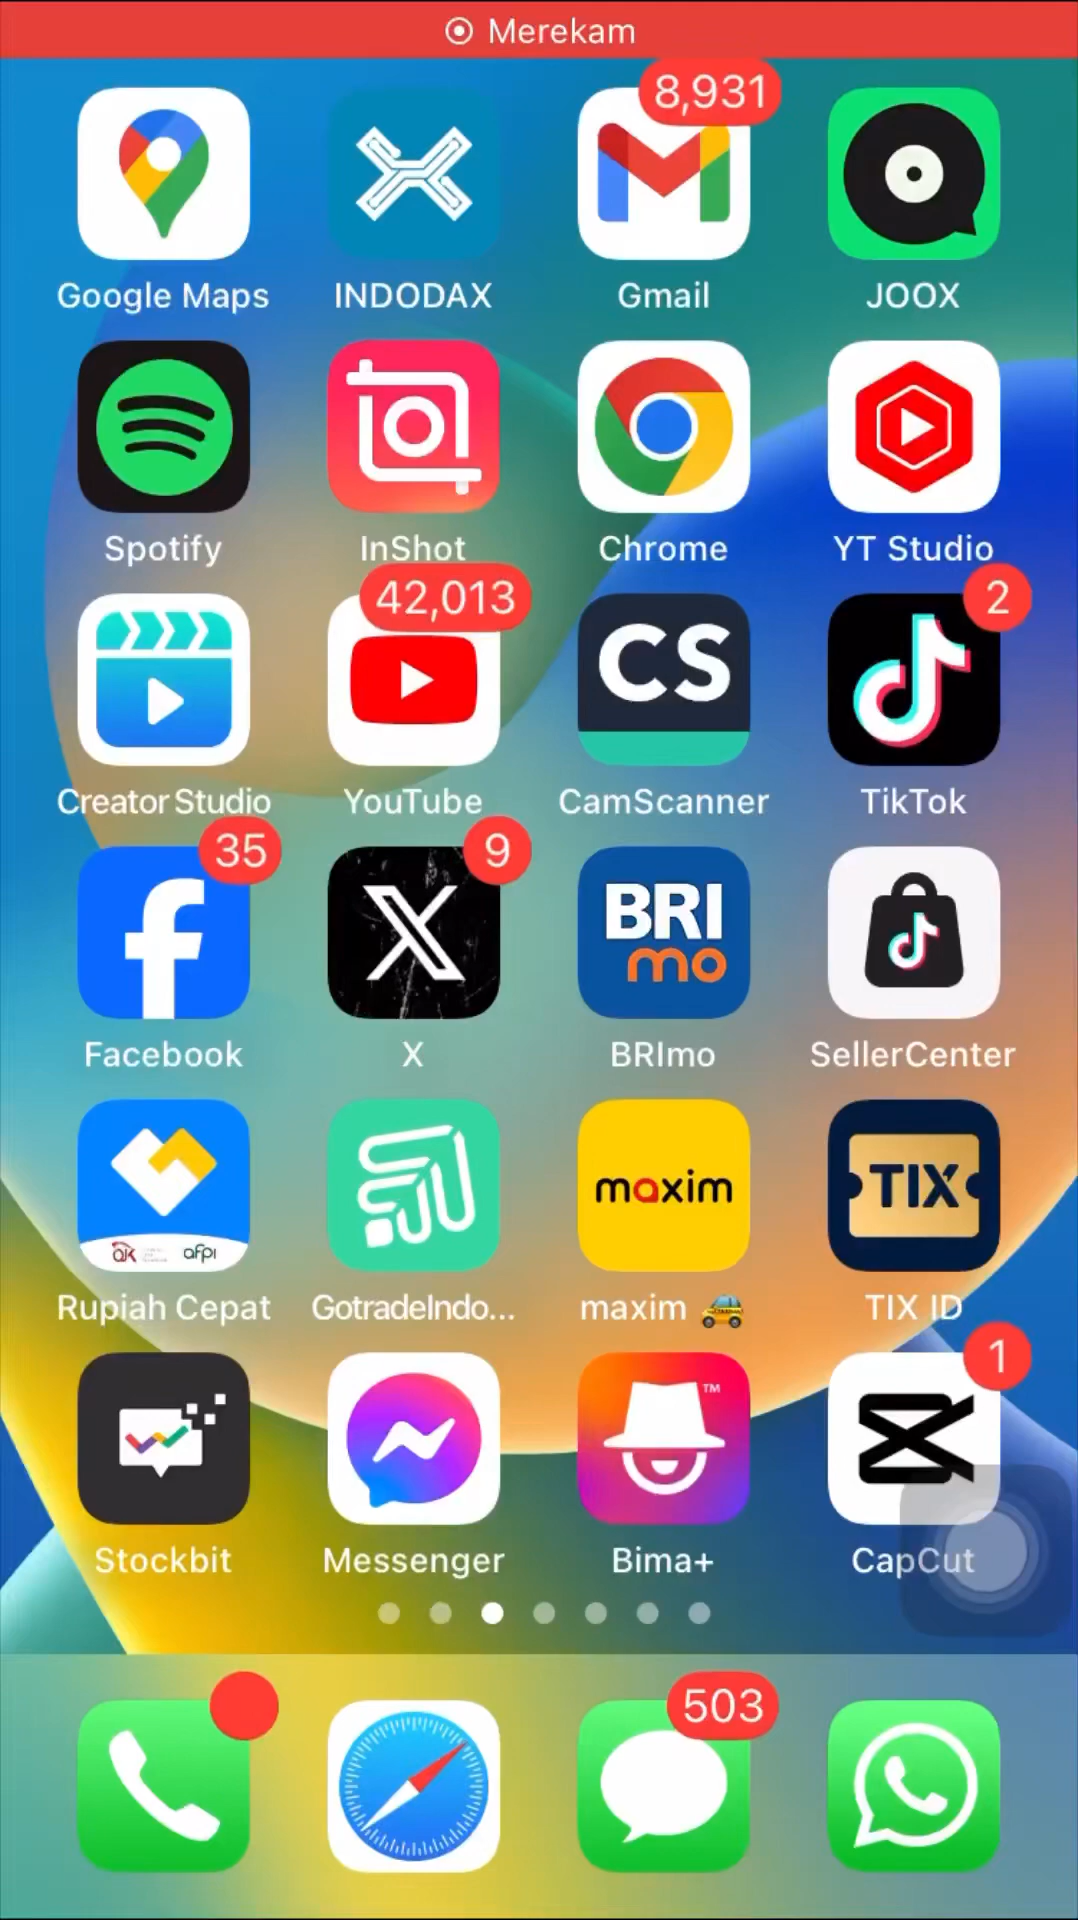 Merekam
8,931
Google Maps
INDODAX
Gmail
JOOX
Spotify
InShot
Chrome
YT Studio
42,013
CS
2
Creator Studio
YouTube
CamScanner
TikTok
35
9
BRI
mo
Facebook
X
BRImo
SellerCenter
afpi
maxim
TIX
Rupiah Cepat
GotradeIndo...
maxim 🚕
TIX ID
1
TM
Stockbit
Messenger
Bima+
CapCut
503